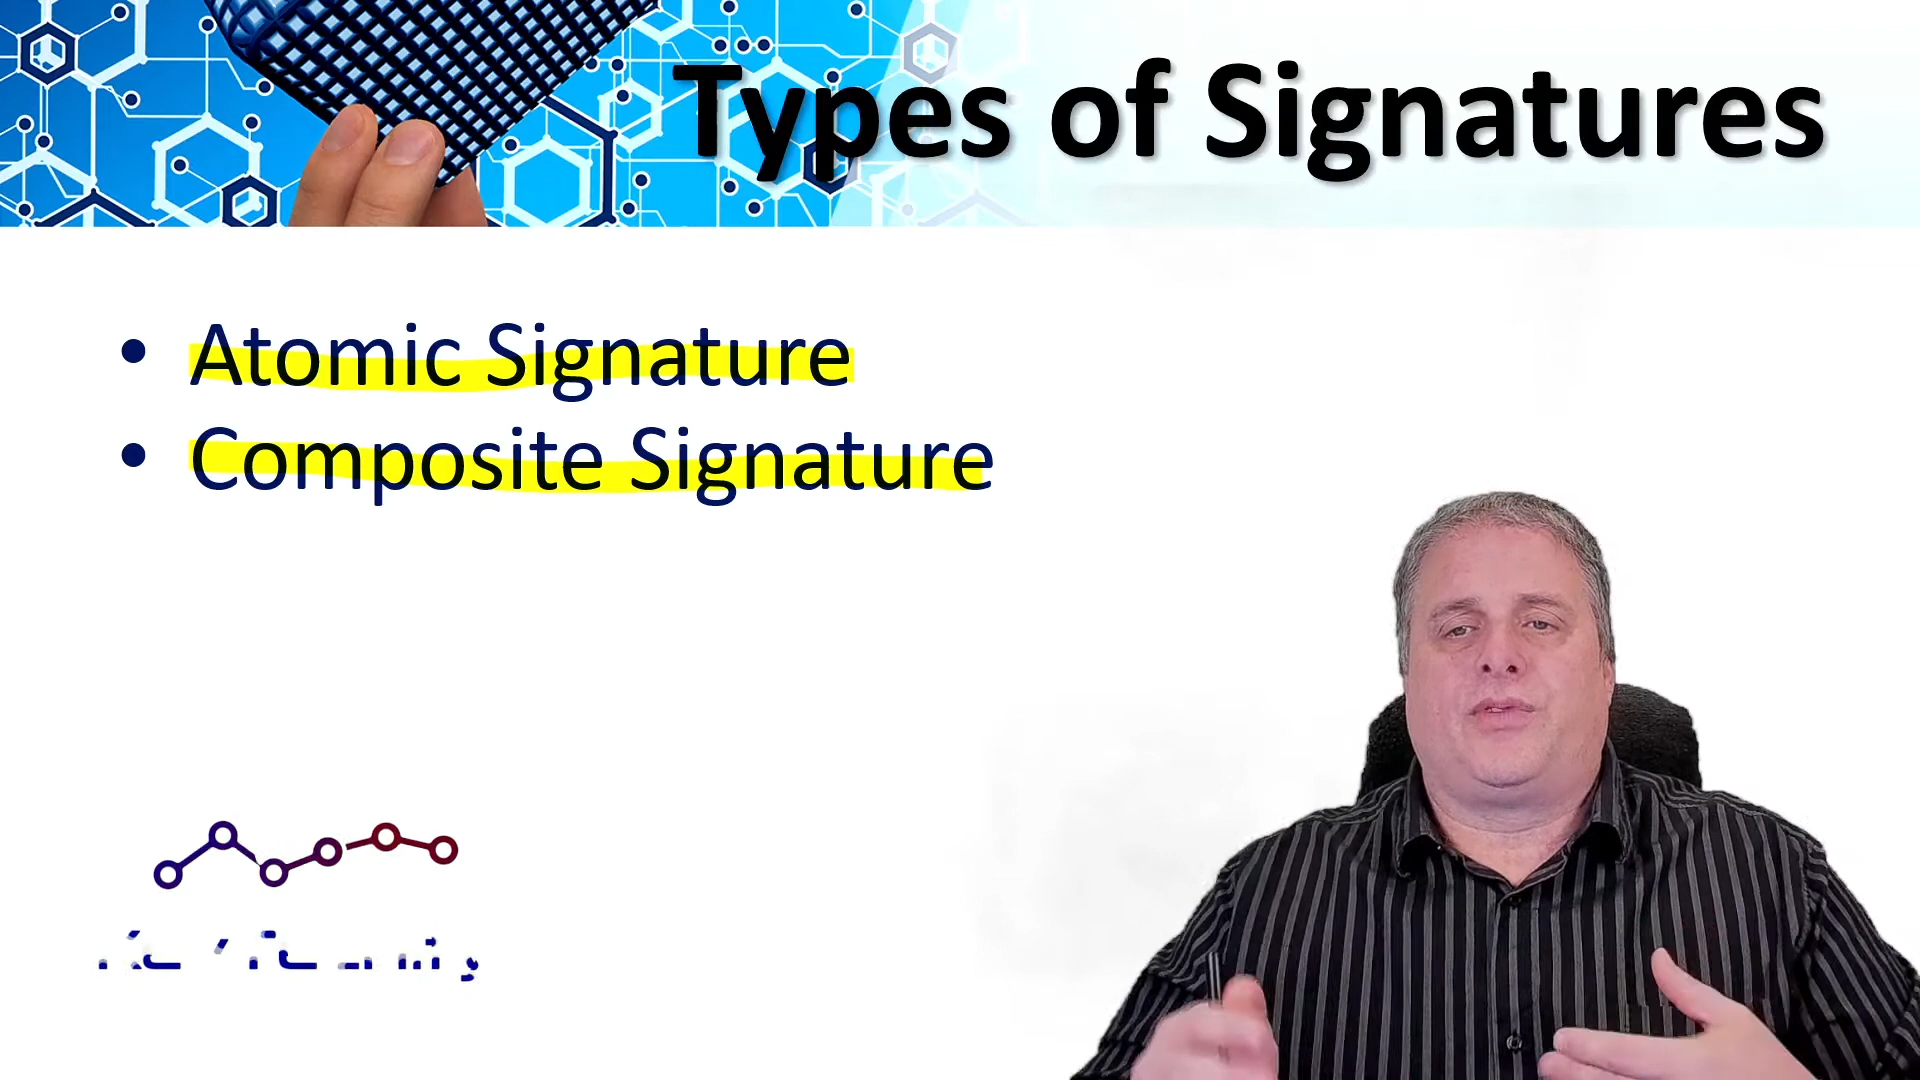 Types of Signatures
• Atomic Signature
• Composite Signature